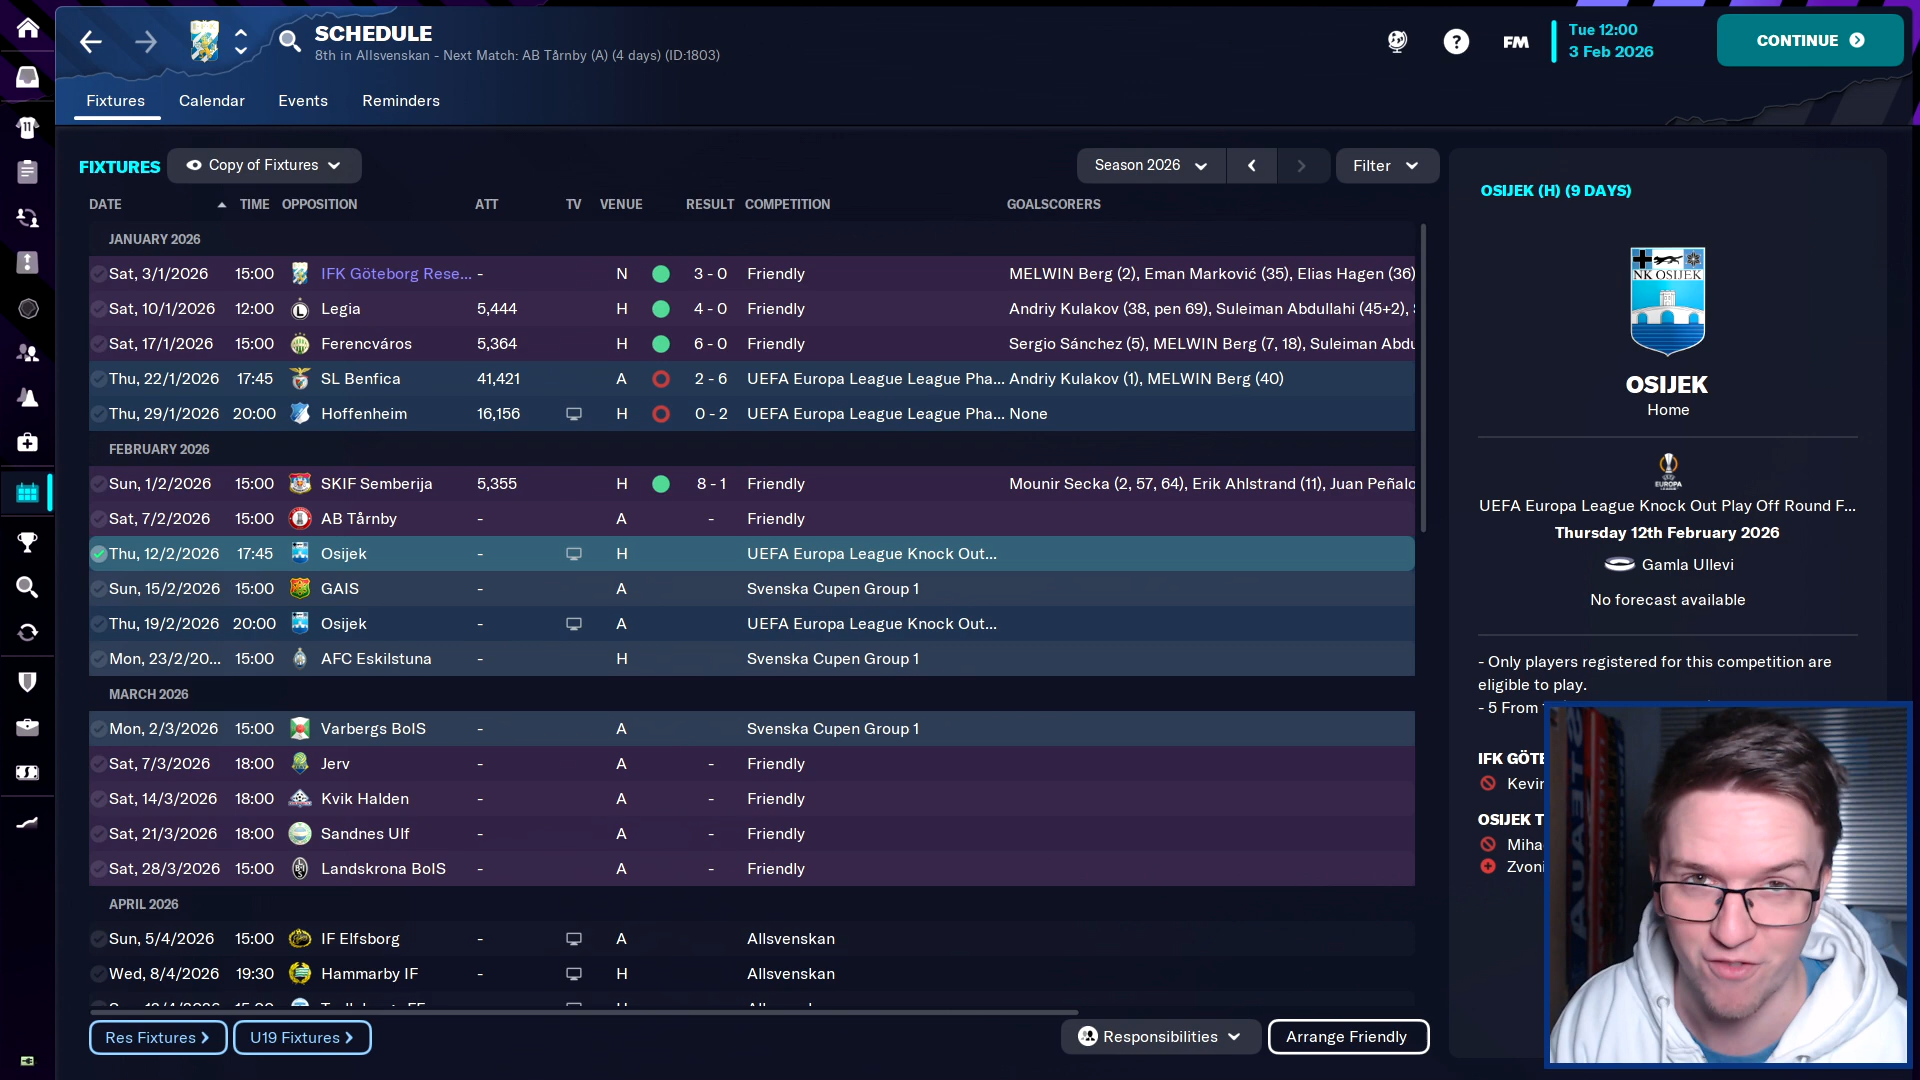 SCHEDULE
8th in Allsvenskan - Next Match: AB Tårnby (A) (4 days) (ID:1803)
FM
Tue 12:00
3 Feb 2026
CONTINUE
Fixtures Calendar Events Reminders
FIXTURES Copy of Fixtures Season 2026 Filter
DATE TIME OPPOSITION ATT TV VENUE RESULT COMPETITION GOALSCORERS
JANUARY 2026
Sat, 3/1/2026 15:00 IFK Göteborg Rese... - N 3 - 0 Friendly MELWIN Berg (2), Eman Marković (35), Elias Hagen (36)
Sat, 10/1/2026 12:00 Legia 5,444 H 4 - 0 Friendly Andriy Kulakov (38, pen 69), Suleiman Abdullahi (45+2),
Sat, 17/1/2026 15:00 Ferencváros 5,364 H 6 - 0 Friendly Sergio Sánchez (5), MELWIN Berg (7, 18), Suleiman Abdu
Thu, 22/1/2026 17:45 SL Benfica 41,421 A 2 - 6 UEFA Europa League League Pha... Andriy Kulakov (1), MELWIN Berg (40)
Thu, 29/1/2026 20:00 Hoffenheim 16,156 H 0 - 2 UEFA Europa League League Pha... None
FEBRUARY 2026
Sun, 1/2/2026 15:00 SKIF Semberija 5,355 H 8 - 1 Friendly Mounir Secka (2, 57, 64), Erik Ahlstrand (11), Juan Peñalo
Sat, 7/2/2026 15:00 AB Tårnby - A - Friendly
Thu, 12/2/2026 17:45 Osijek - H UEFA Europa League Knock Out...
Sun, 15/2/2026 15:00 GAIS - A Svenska Cupen Group 1
Thu, 19/2/2026 20:00 Osijek - A UEFA Europa League Knock Out...
Mon, 23/2/20... 15:00 AFC Eskilstuna - H Svenska Cupen Group 1
MARCH 2026
Mon, 2/3/2026 15:00 Varbergs BoIS - A Svenska Cupen Group 1
Sat, 7/3/2026 18:00 Jerv - A - Friendly
Sat, 14/3/2026 18:00 Kvik Halden - A - Friendly
Sat, 21/3/2026 18:00 Sandnes Ulf - A - Friendly
Sat, 28/3/2026 15:00 Landskrona BoIS - A - Friendly
APRIL 2026
Sun, 5/4/2026 15:00 IF Elfsborg - A Allsvenskan
Wed, 8/4/2026 19:30 Hammarby IF - H Allsvenskan
Res Fixtures U19 Fixtures Responsibilities Arrange Friendly
OSIJEK (H) (9 DAYS)
NK OSIJEK
OSIJEK
Home
EUROPA
UEFA Europa League Knock Out Play Off Round F...
Thursday 12th February 2026
Gamla Ullevi
No forecast available
- Only players registered for this competition are
eligible to play.
- 5 From
IFK GÖTE
Kevin
OSIJEK T
Miha
Zvoni